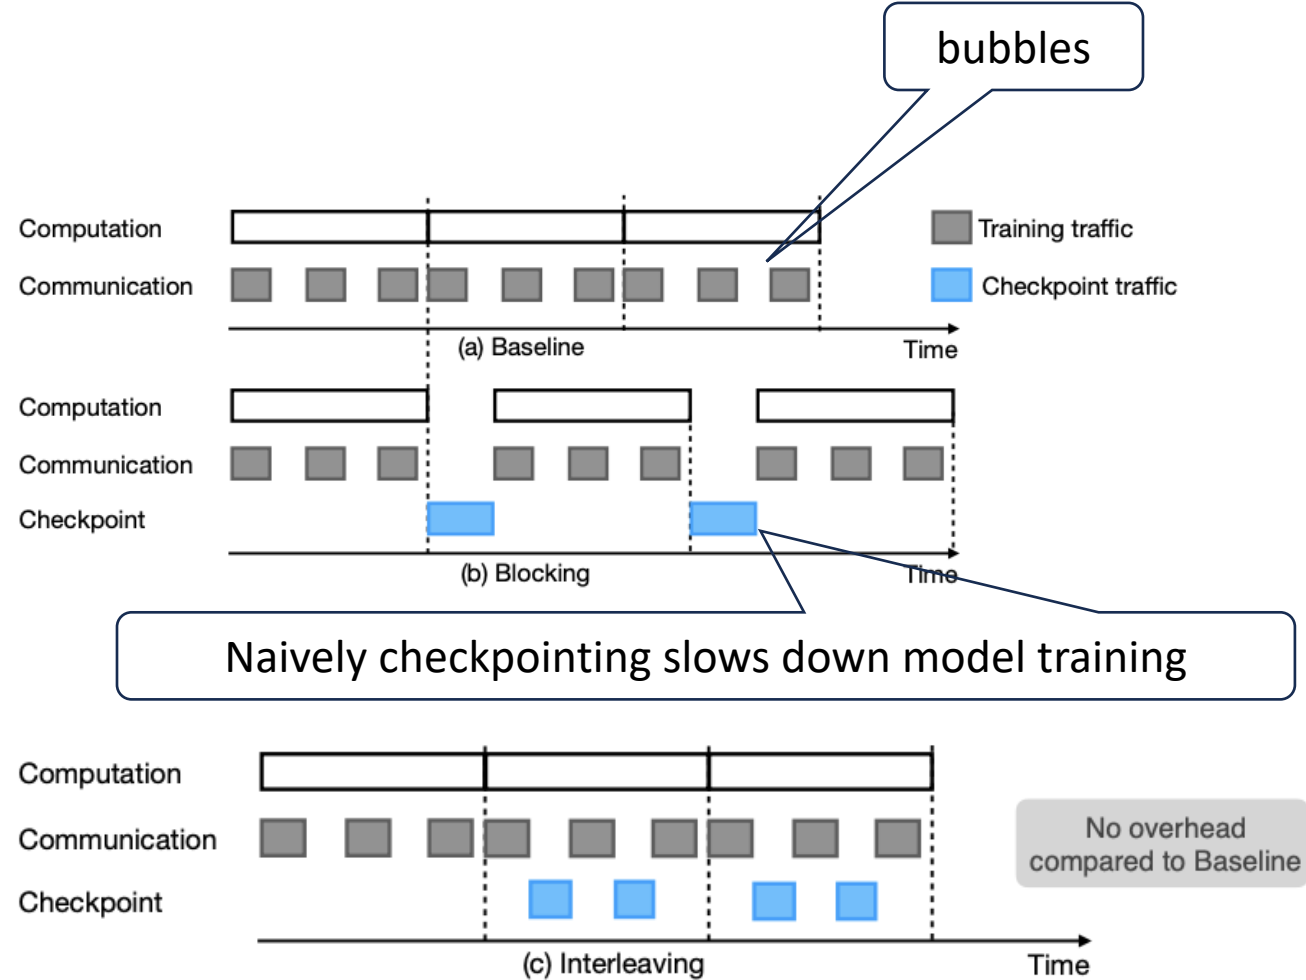 bubbles
Computation
Training traffic
Communication
Checkpoint traffic
(a) Baseline
Time
Computation
Communication
Checkpoint
(b) Blocking
Time
Naively checkpointing slows down model training
Computation
Communication
No overhead
compared to Baseline
Checkpoint
(c) Interleaving
Time